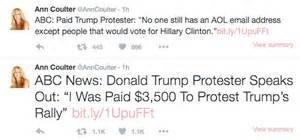 Ann Coulter @AnnCoulter · 1h
ABC: Paid Trump Protester: "No one still has an AOL email address
except people that would vote for Hillary Clinton." bit.ly/1UpuFFt
443 View summary
Ann Coulter @AnnCoulter · 1h
ABC News: Donald Trump Protester Speaks
Out: "I Was Paid $3,500 To Protest Trump's
Rally" bit.ly/1UpuFFt
1.1K 1.1K View summary